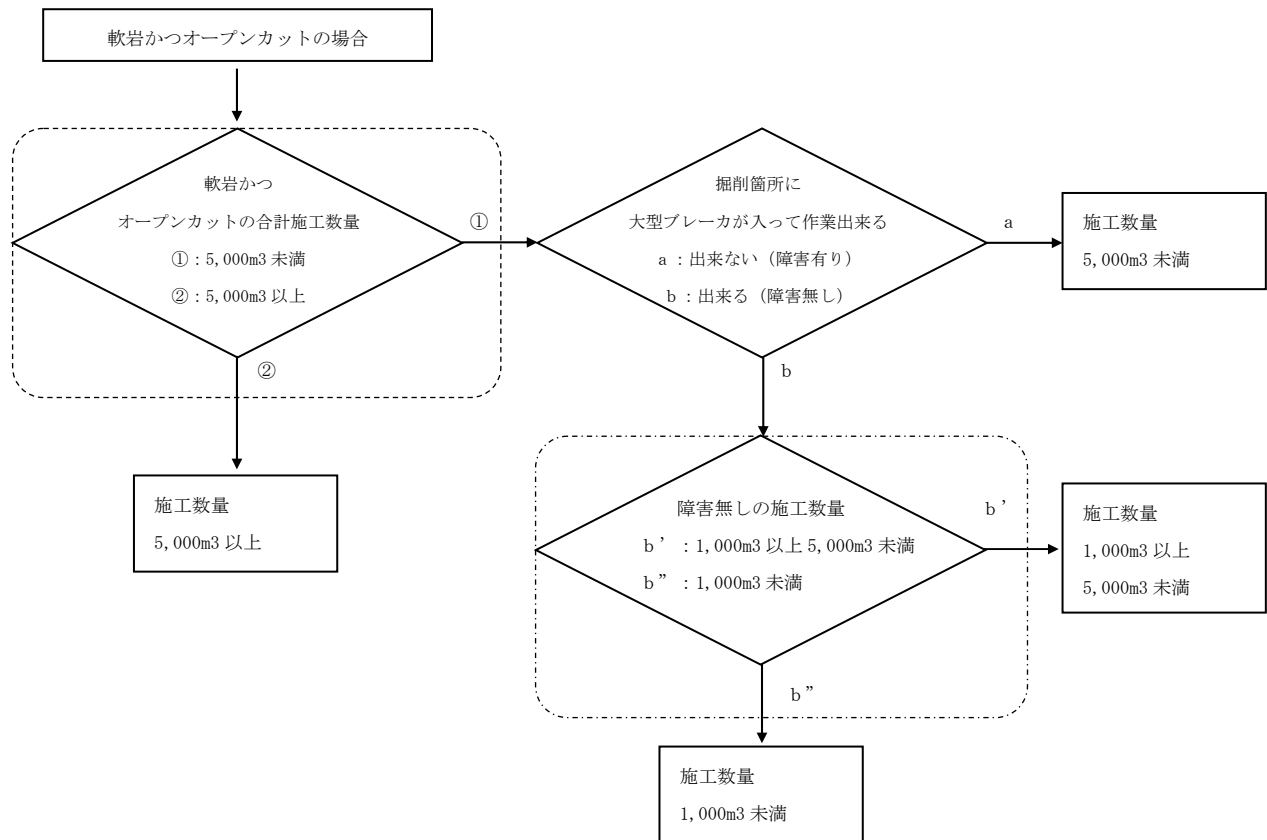 軟岩かつオープンカットの場合
軟岩かつ
オープンカットの合計施工数量
①：5,000m3 未満
②：5,000m3 以上
①
②
掘削箇所に
大型ブレーカが入って作業出来る
a：出来ない（障害有り）
b：出来る（障害無し）
a
b
施工数量
5,000m3 未満
施工数量
5,000m3 以上
障害無しの施工数量
b’：1,000m3 以上 5,000m3 未満
b”：1,000m3 未満
b’
b”
施工数量
1,000m3 以上
5,000m3 未満
施工数量
1,000m3 未満